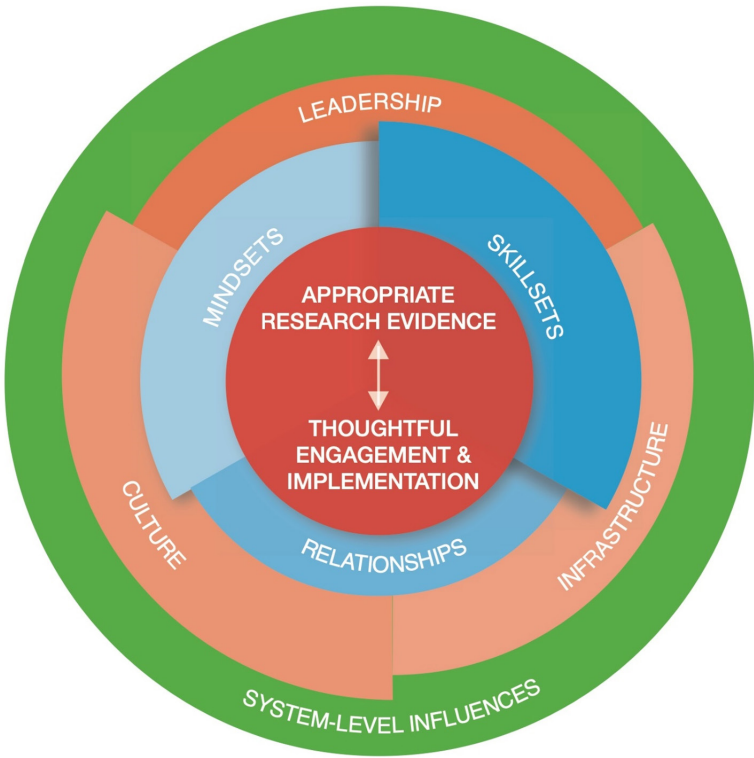 LEADERSHIP
MINDSETS
SKILLSETS
APPROPRIATE
RESEARCH EVIDENCE
THOUGHTFUL
ENGAGEMENT &
IMPLEMENTATION
CULTURE
RELATIONSHIPS
INFRASTRUCTURE
SYSTEM-LEVEL INFLUENCES